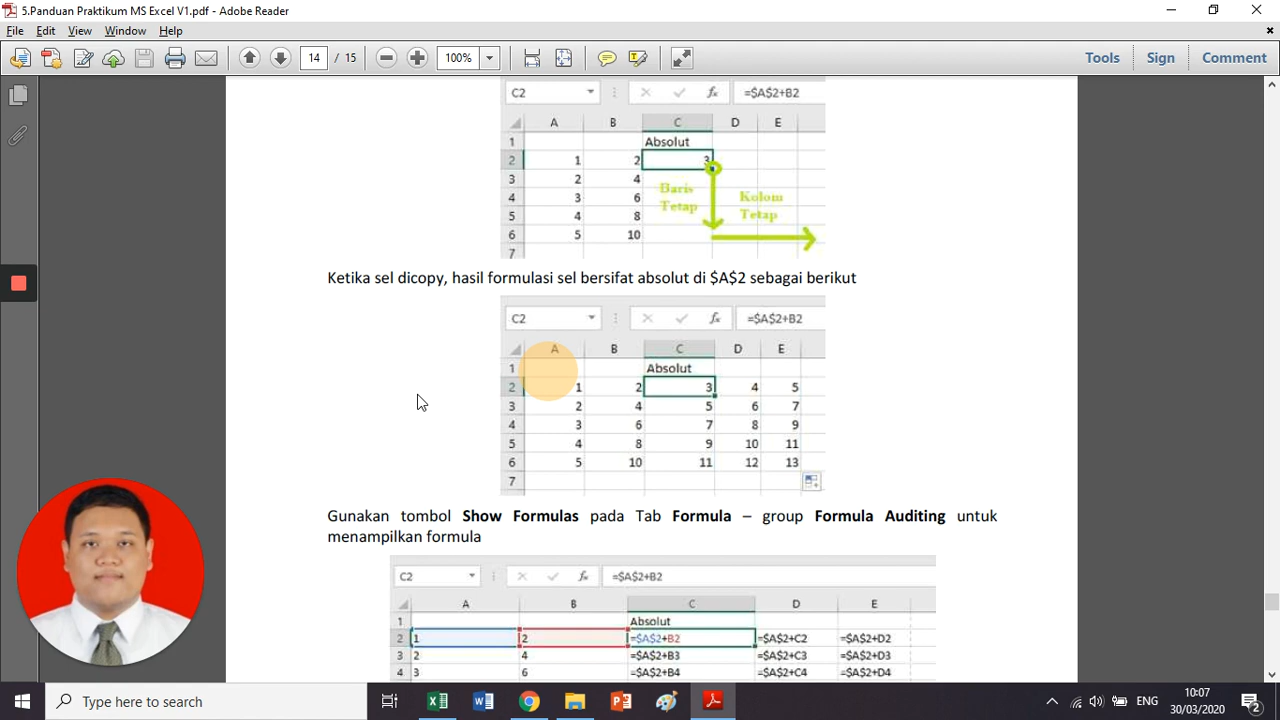 5.Panduan Praktikum MS Excel V1.pdf - Adobe Reader
File Edit View Window Help
14 / 15 100% Tools Sign Comment
C2 fx =$A$2+B2
A B C D E
1 Absolut
2 1 2 3
3 2 4
4 3 6
5 4 8
6 5 10
7
Baris Tetap
Kolom Tetap
Ketika sel dicopy, hasil formulasi sel bersifat absolut di $A$2 sebagai berikut
C2 fx =$A$2+B2
A B C D E
1 Absolut
2 1 2 3 4 5
3 2 4 5 6 7
4 3 6 7 8 9
5 4 8 9 10 11
6 5 10 11 12 13
7
Gunakan tombol Show Formulas pada Tab Formula – group Formula Auditing untuk
menampilkan formula
C2 fx =$A$2+B2
A B C D E
1 Absolut
2 1 2 =$A$2+B2 =$A$2+C2 =$A$2+D2
3 2 4 =$A$2+B3 =$A$2+C3 =$A$2+D3
4 3 6 =$A$2+B4 =$A$2+C4 =$A$2+D4
Type here to search
ENG
10:07
30/03/2020
2